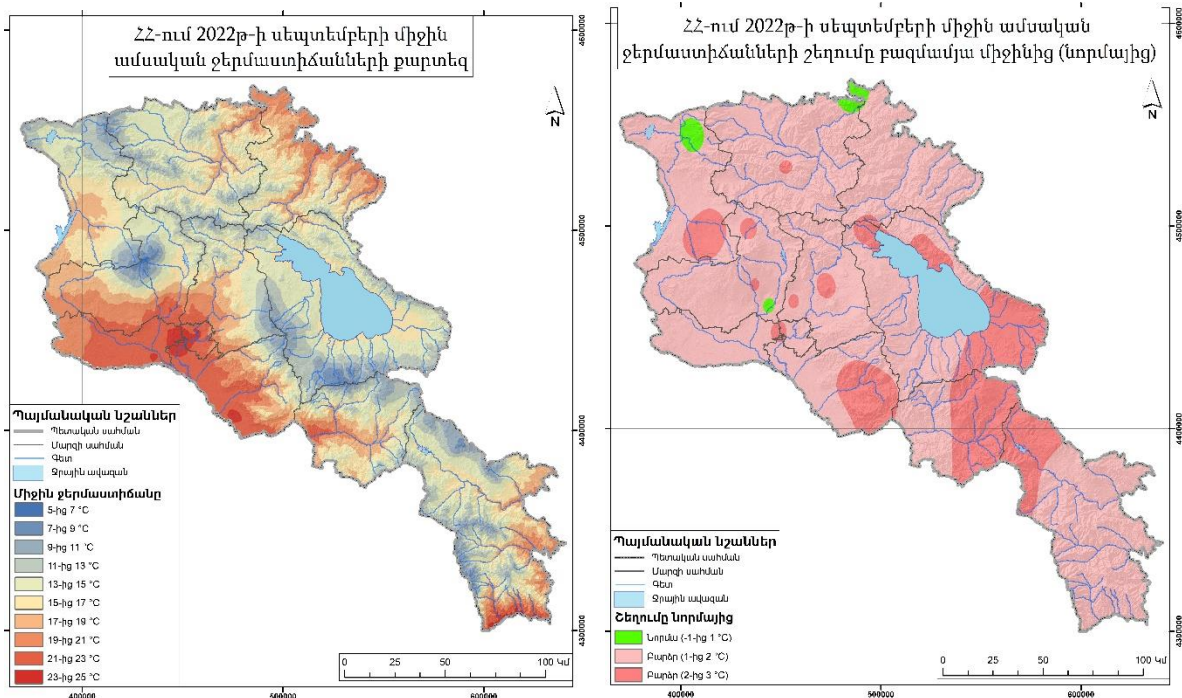 ՀՀ-ում 2022թ-ի սեպտեմբերի միջին
ամսական ջերմաստիճանների քարտեզ
N
4600000
4500000
4400000
4300000
Պայմանական նշաններ
Պետական սահման
Մարզի սահման
Գետ
Ջրային ավազան
Միջին ջերմաստիճանը
5-ից 7 °C
7-ից 9 °C
9-ից 11 °C
11-ից 13 °C
13-ից 15 °C
15-ից 17 °C
17-ից 19 °C
19-ից 21 °C
21-ից 23 °C
23-ից 25 °C
0 25 50 100 Կմ
400000 500000 600000
ՀՀ-ում 2022թ-ի սեպտեմբերի միջին ամսական
ջերմաստիճանների շեղումը բազմամյա միջինից (նորմայից)
N
4600000
4500000
4400000
4300000
Պայմանական նշաններ
Պետական սահման
Մարզի սահման
Գետ
Ջրային ավազան
Շեղումը նորմայից
Նորմա (-1-ից 1 °C)
Բարձր (1-ից 2 °C)
Բարձր (2-ից 3 °C)
0 25 50 100 Կմ
400000 500000 600000